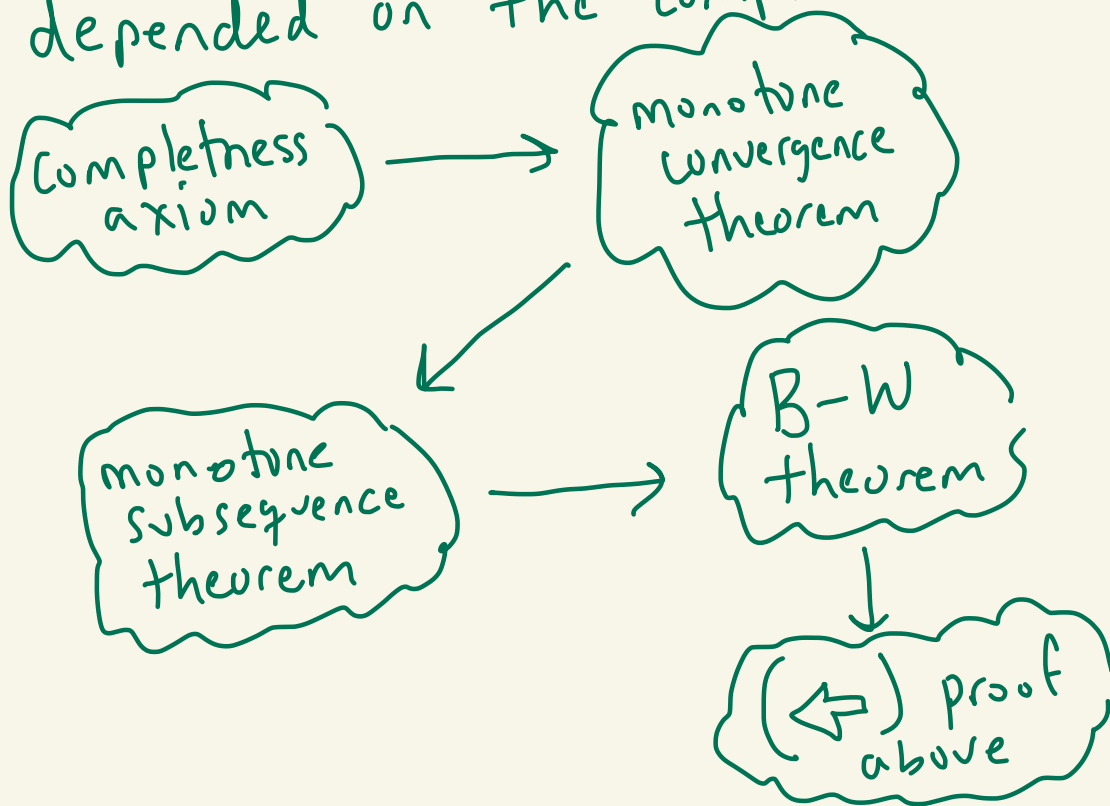 depended on the
completness
axiom
monotone
convergence
theorem
monotone
subsequence
theorem
B-W
theorem
(⇐) proof
above